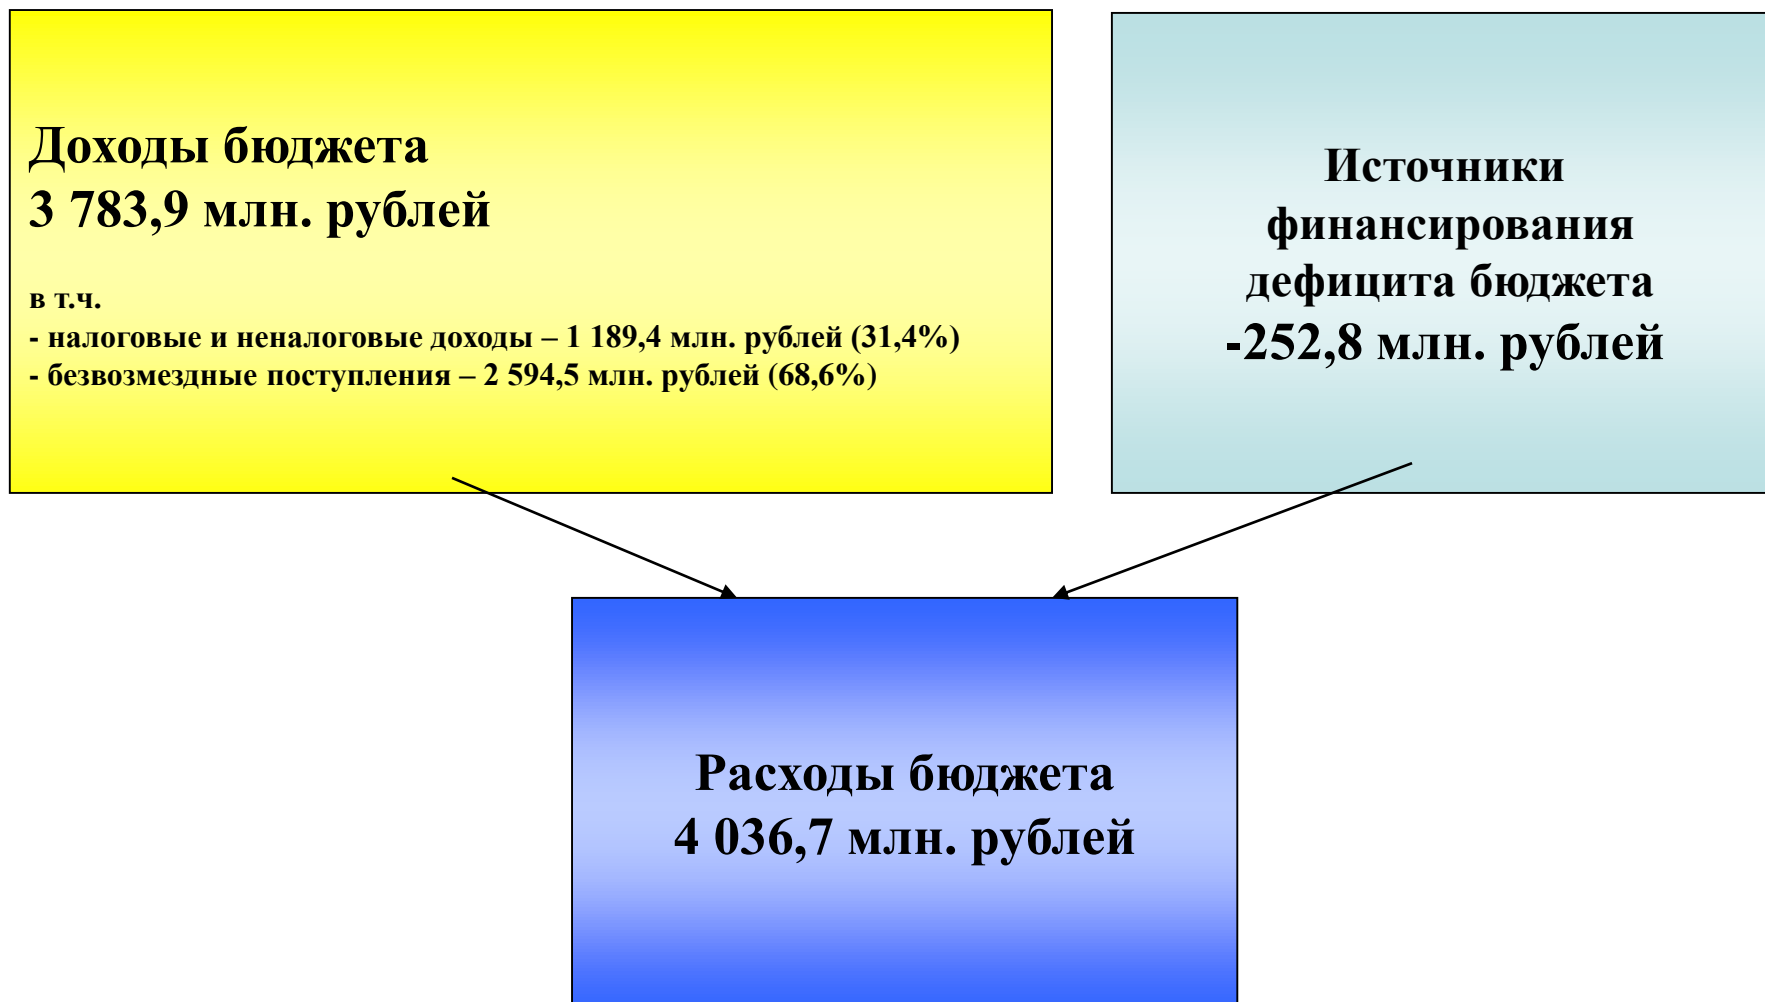 Доходы бюджета
3 783,9 млн. рублей
в т.ч.
- налоговые и неналоговые доходы – 1 189,4 млн. рублей (31,4%)
- безвозмездные поступления – 2 594,5 млн. рублей (68,6%)
Источники
финансирования
дефицита бюджета
-252,8 млн. рублей
Расходы бюджета
4 036,7 млн. рублей